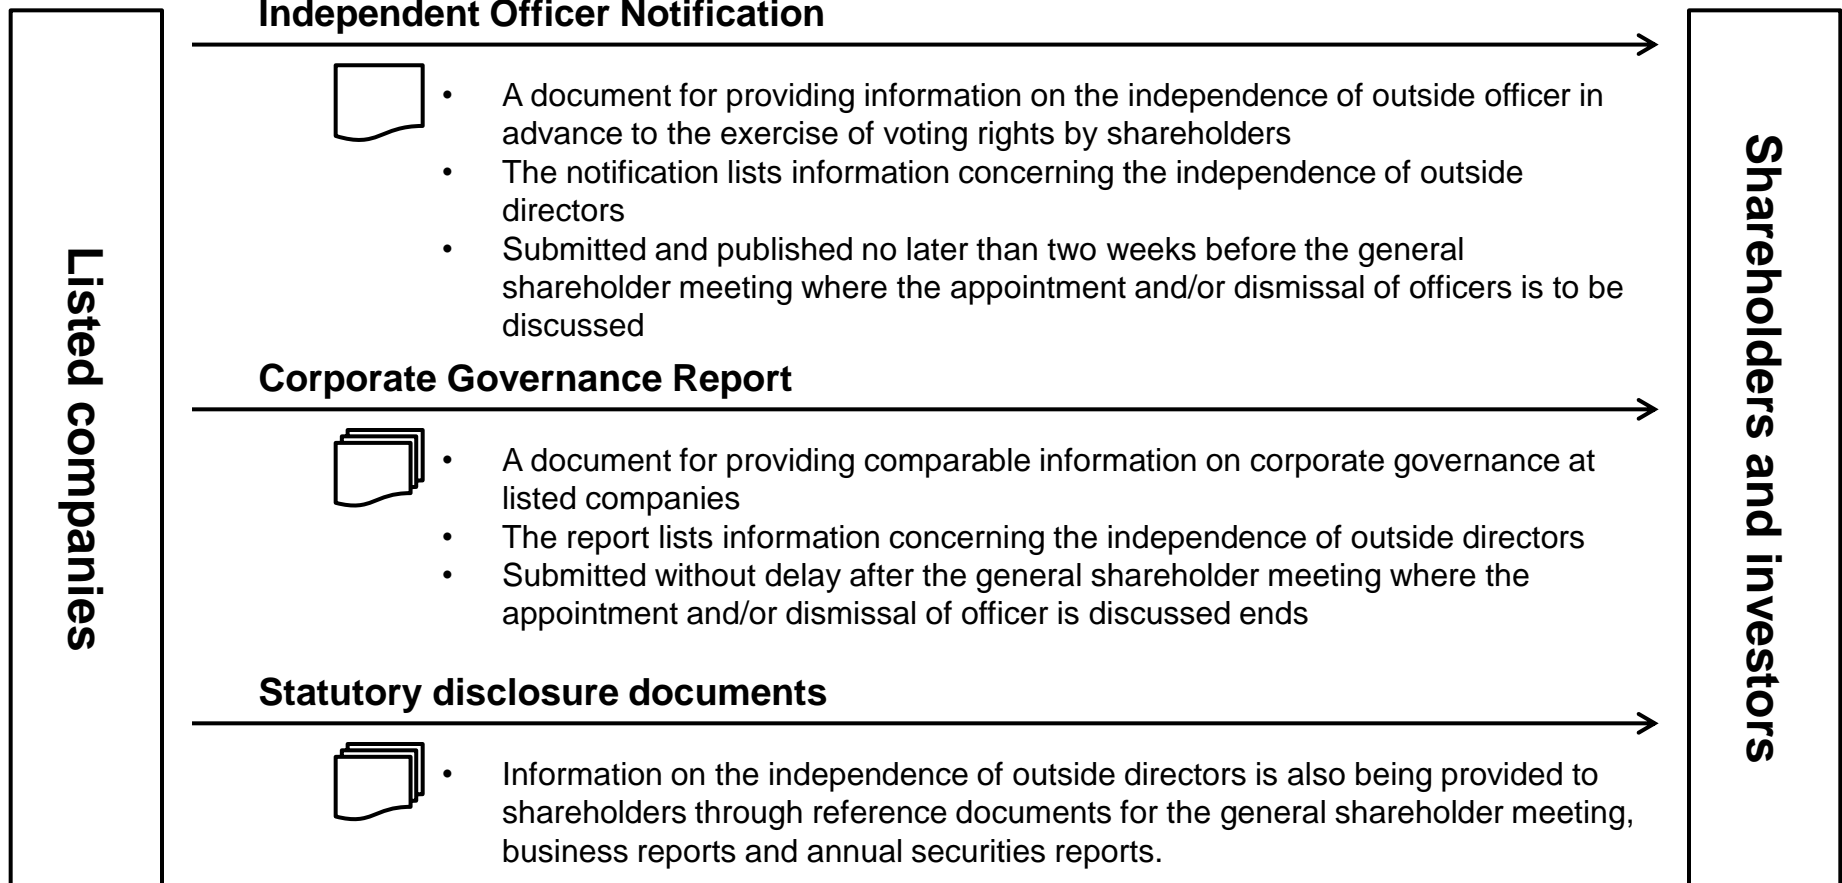 Independent Officer Notification
• A document for providing information on the independence of outside officer in
advance to the exercise of voting rights by shareholders
• The notification lists information concerning the independence of outside
directors
• Submitted and published no later than two weeks before the general
shareholder meeting where the appointment and/or dismissal of officers is to be
discussed
Listed companies
Corporate Governance Report
• A document for providing comparable information on corporate governance at
listed companies
• The report lists information concerning the independence of outside directors
• Submitted without delay after the general shareholder meeting where the
appointment and/or dismissal of officer is discussed ends
Statutory disclosure documents
• Information on the independence of outside directors is also being provided to
shareholders through reference documents for the general shareholder meeting,
business reports and annual securities reports.
Shareholders and investors